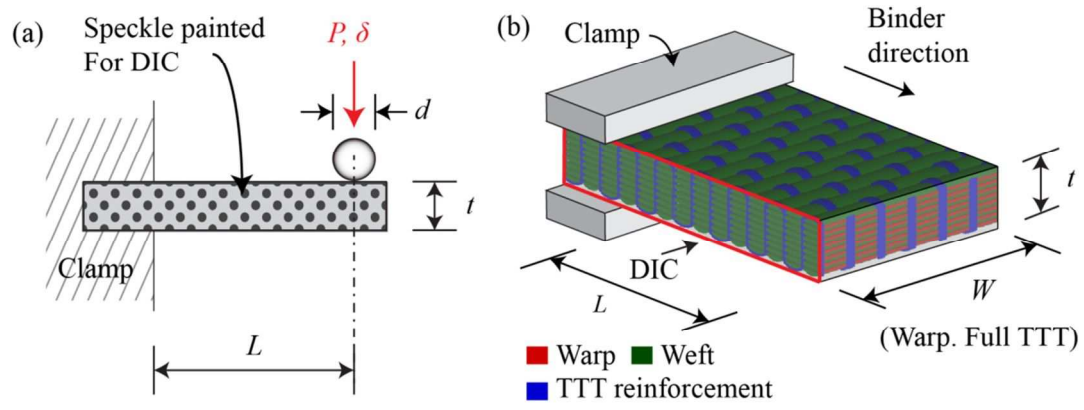 (a)
Speckle painted
For DIC
P, δ
d
t
Clamp
L
(b)
Clamp
Binder
direction
t
DIC
L
W
(Warp. Full TTT)
Warp
Weft
TTT reinforcement